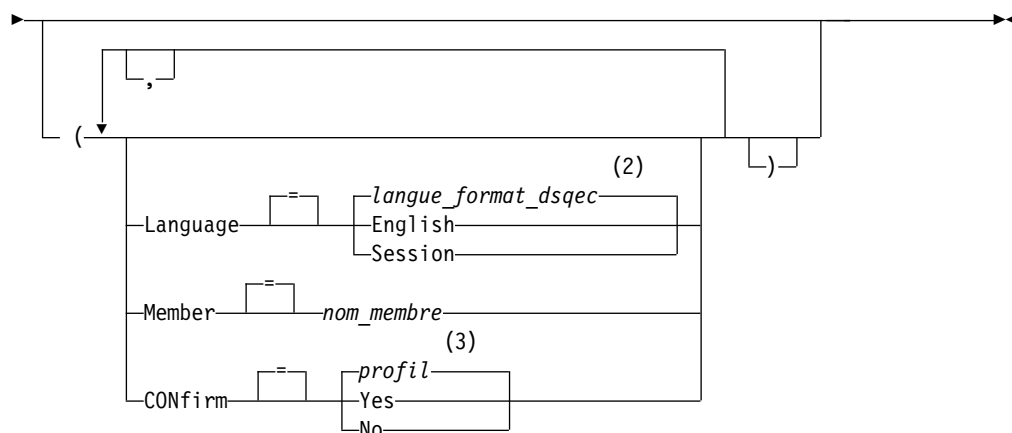 ,
(
)
(2)
=
langue_format_dsqec
Language
English
Session
=
Member
nom_membre
(3)
=
profil
CONfirm
Yes
No